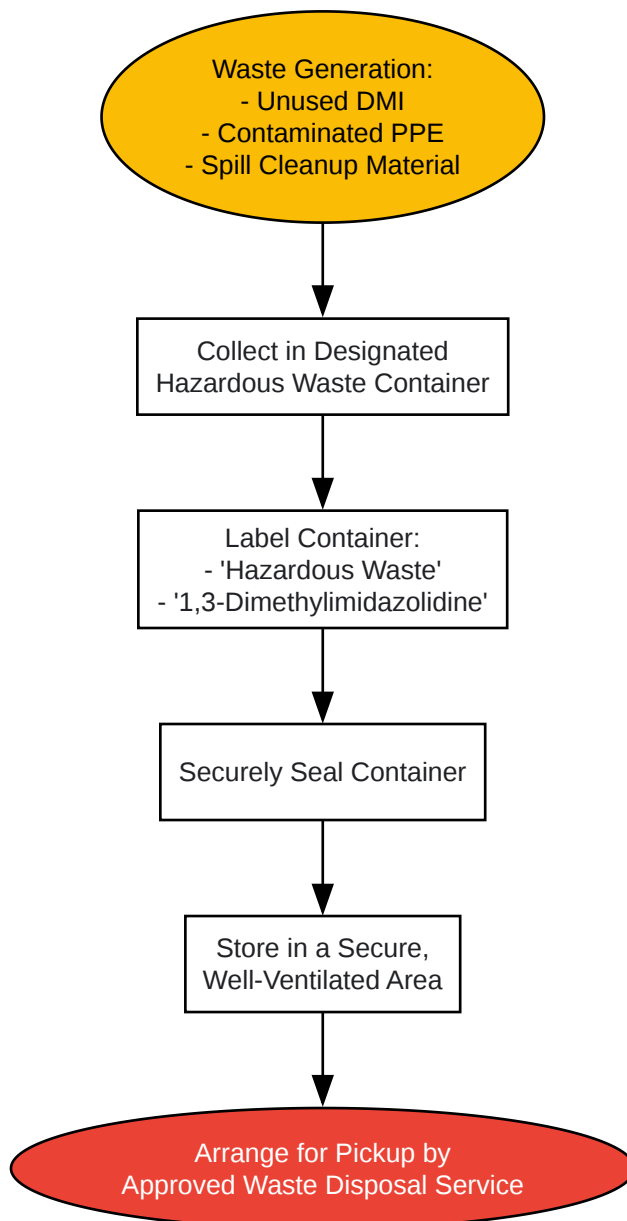 Waste Generation:
- Unused DMI
- Contaminated PPE
- Spill Cleanup Material
Collect in Designated
Hazardous Waste Container
Label Container:
- 'Hazardous Waste'
- '1,3-Dimethylimidazolidine'
Securely Seal Container
Store in a Secure,
Well-Ventilated Area
Arrange for Pickup by
Approved Waste Disposal Service